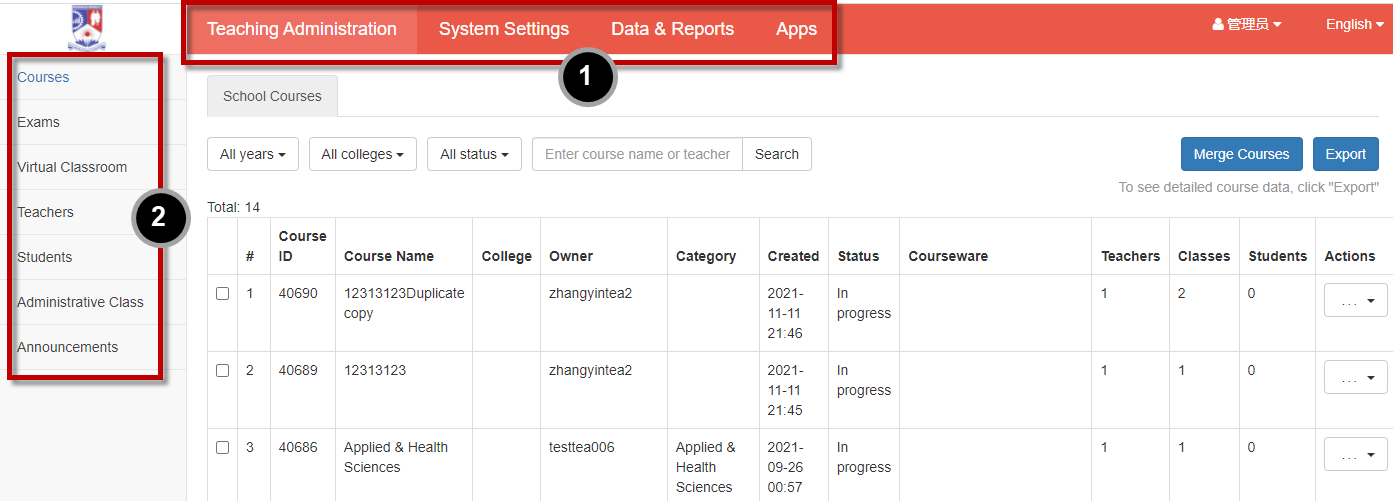 Teaching Administration System Settings Data & Reports Apps 管理员 English
1
Courses
Exams
Virtual Classroom
Teachers
Students
Administrative Class
Announcements
2
School Courses
All years All colleges All status Enter course name or teacher Search Merge Courses Export
To see detailed course data, click "Export"
Total: 14
# Course ID Course Name College Owner Category Created Status Courseware Teachers Classes Students Actions
1 40690 12313123Duplicate copy zhangyintea2 2021-11-11 21:46 In progress 1 2 0 ...
2 40689 12313123 zhangyintea2 2021-11-11 21:45 In progress 1 1 0 ...
3 40686 Applied & Health Sciences testtea006 Applied & Health Sciences 2021-09-26 00:57 In progress 1 1 0 ...